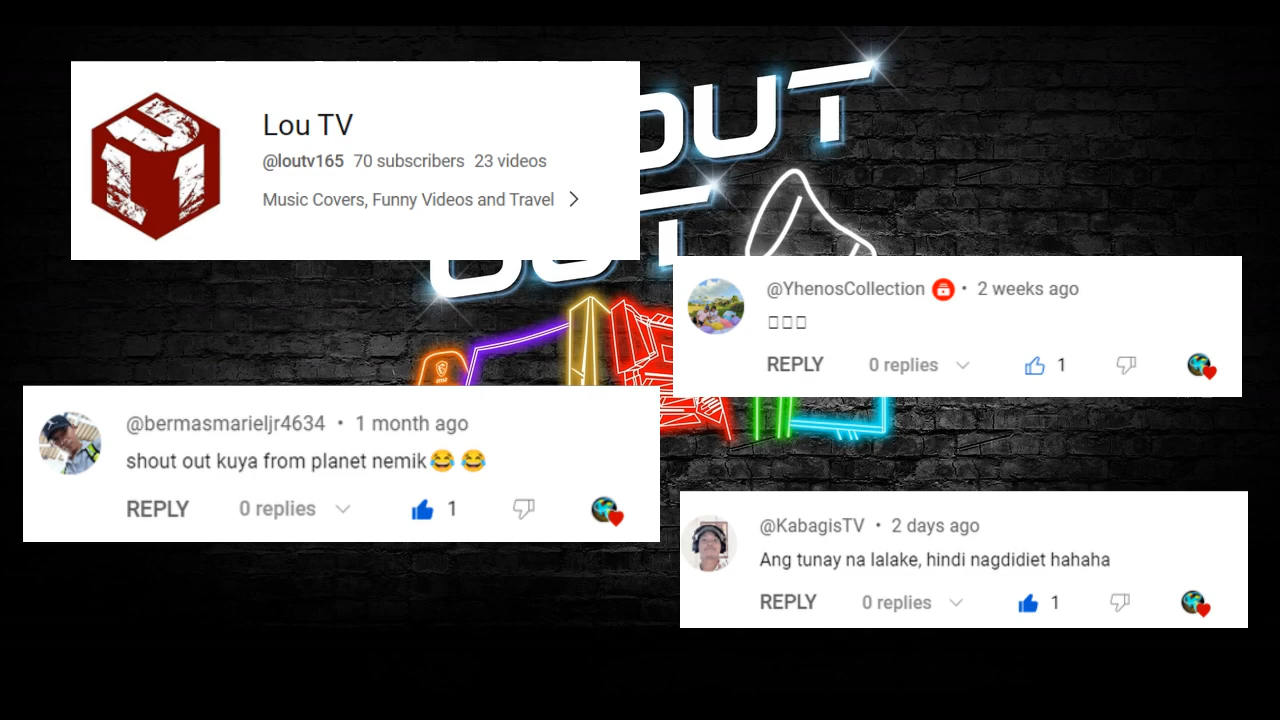 OUT
OUT
Lou TV
@loutv165 70 subscribers 23 videos
Music Covers, Funny Videos and Travel
@YhenosCollection • 2 weeks ago
REPLY 0 replies 1
@bermasmarieljr4634 • 1 month ago
shout out kuya from planet nemik😂 😂
REPLY 0 replies 1
@KabagisTV • 2 days ago
Ang tunay na lalake, hindi nagdidiet hahaha
REPLY 0 replies 1